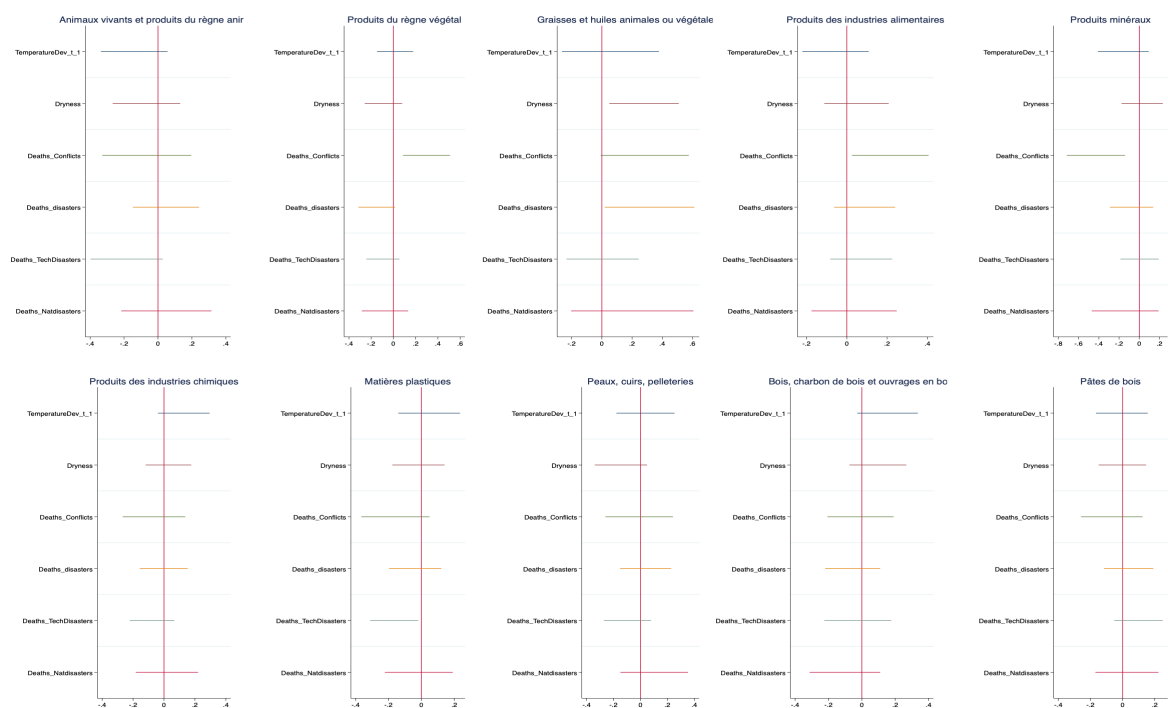 Animaux vivants et produits du règne anir
TemperatureDev_t_1
Dryness
Deaths_Conflicts
Deaths_disasters
Deaths_TechDisasters
Deaths_Natdisasters
-.4 -.2 0 .2 .4
Produits du règne végétal
TemperatureDev_t_1
Dryness
Deaths_Conflicts
Deaths_disasters
Deaths_TechDisasters
Deaths_Natdisasters
-.4 -.2 0 .2 .4 .6
Graisses et huiles animales ou végétale
TemperatureDev_t_1
Dryness
Deaths_Conflicts
Deaths_disasters
Deaths_TechDisasters
Deaths_Natdisasters
-.2 0 .2 .4 .6
Produits des industries alimentaires
TemperatureDev_t_1
Dryness
Deaths_Conflicts
Deaths_disasters
Deaths_TechDisasters
Deaths_Natdisasters
-.2 0 .2 .4
Produits minéraux
TemperatureDev_t_1
Dryness
Deaths_Conflicts
Deaths_disasters
Deaths_TechDisasters
Deaths_Natdisasters
-.8 -.6 -.4 -.2 0 .2
Produits des industries chimiques
TemperatureDev_t_1
Dryness
Deaths_Conflicts
Deaths_disasters
Deaths_TechDisasters
Deaths_Natdisasters
-.4 -.2 0 .2 .4
Matières plastiques
TemperatureDev_t_1
Dryness
Deaths_Conflicts
Deaths_disasters
Deaths_TechDisasters
Deaths_Natdisasters
-.4 -.2 0 .2
Peaux, cuirs, pelleteries
TemperatureDev_t_1
Dryness
Deaths_Conflicts
Deaths_disasters
Deaths_TechDisasters
Deaths_Natdisasters
-.4 -.2 0 .2 .4
Bois, charbon de bois et ouvrages en bo
TemperatureDev_t_1
Dryness
Deaths_Conflicts
Deaths_disasters
Deaths_TechDisasters
Deaths_Natdisasters
-.4 -.2 0 .2 .4
Pâtes de bois
TemperatureDev_t_1
Dryness
Deaths_Conflicts
Deaths_disasters
Deaths_TechDisasters
Deaths_Natdisasters
-.4 -.2 0 .2